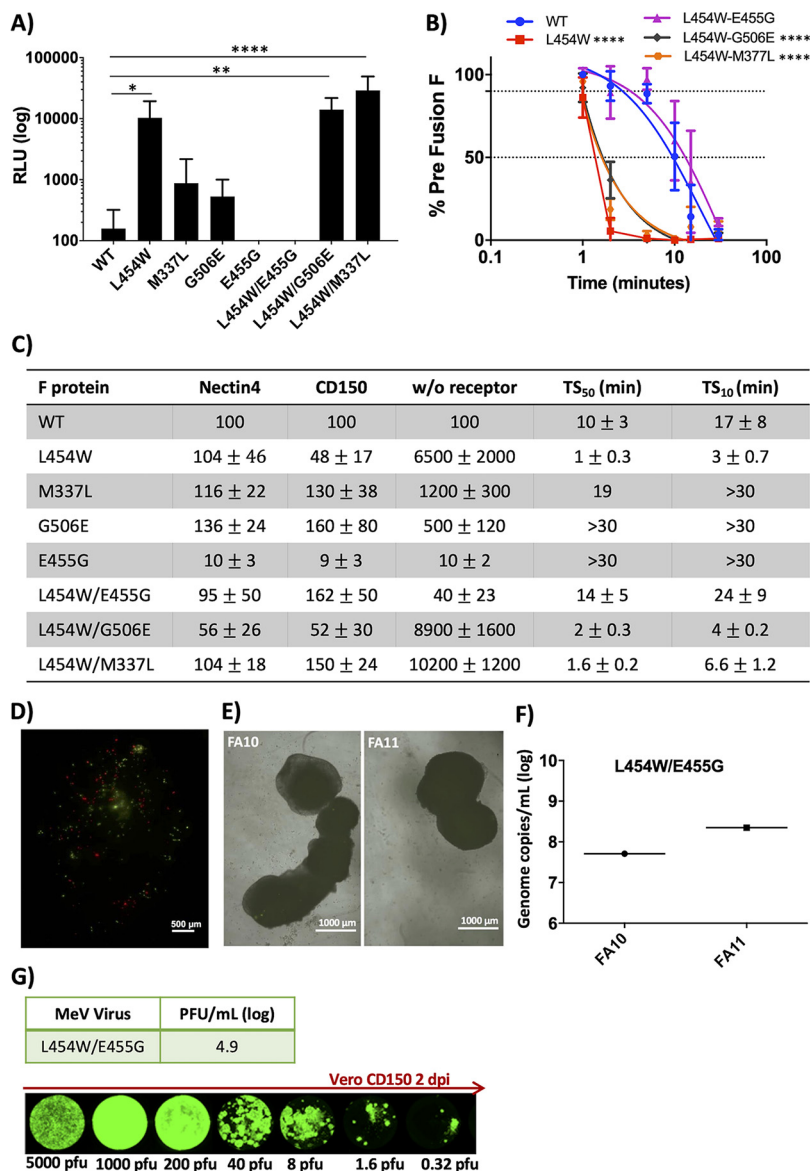 A)
RLU (log)
100000
10000
1000
100
*
**
****
WT
L454W
M337L
G506E
E455G
L454W/E455G
L454W/G506E
L454W/M337L
B)
WT
L454W ****
L454W-E455G
L454W-G506E ****
L454W-M377L ****
% Pre Fusion F
100
50
0
0.1 1 10 100
Time (minutes)
C)
F protein Nectin4 CD150 w/o receptor TS50 (min) TS10 (min)
WT 100 100 100 10 ± 3 17 ± 8
L454W 104 ± 46 48 ± 17 6500 ± 2000 1 ± 0.3 3 ± 0.7
M337L 116 ± 22 130 ± 38 1200 ± 300 19 >30
G506E 136 ± 24 160 ± 80 500 ± 120 >30 >30
E455G 10 ± 3 9 ± 3 10 ± 2 >30 >30
L454W/E455G 95 ± 50 162 ± 50 40 ± 23 14 ± 5 24 ± 9
L454W/G506E 56 ± 26 52 ± 30 8900 ± 1600 2 ± 0.3 4 ± 0.2
L454W/M337L 104 ± 18 150 ± 24 10200 ± 1200 1.6 ± 0.2 6.6 ± 1.2
D)
500 µm
E)
FA10
1000 µm
FA11
1000 µm
F)
L454W/E455G
Genome copies/mL (log)
10
9
8
7
6
FA10
FA11
G)
MeV Virus PFU/mL (log)
L454W/E455G 4.9
Vero CD150 2 dpi
5000 pfu 1000 pfu 200 pfu 40 pfu 8 pfu 1.6 pfu 0.32 pfu